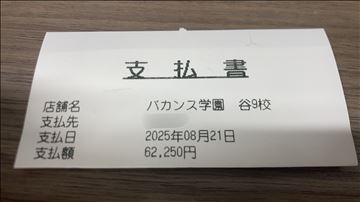 支払書
店舗名 バカンス学園 谷9校
支払先
支払日 2025年08月21日
支払額 62,250円